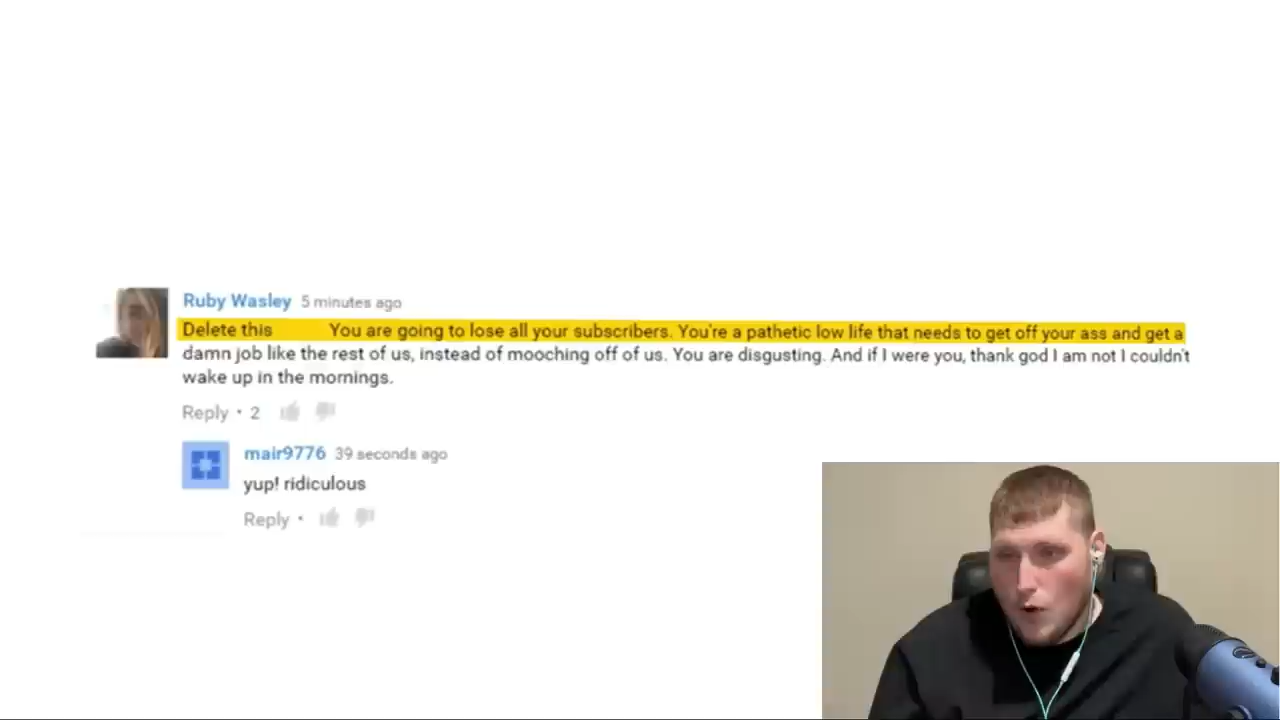 Ruby Wasley 5 minutes ago
Delete this You are going to lose all your subscribers. You're a pathetic low life that needs to get off your ass and get a
damn job like the rest of us, instead of mooching off of us. You are disgusting. And if I were you, thank god I am not I couldn't
wake up in the mornings.
Reply • 2
mair9776 39 seconds ago
yup! ridiculous
Reply •